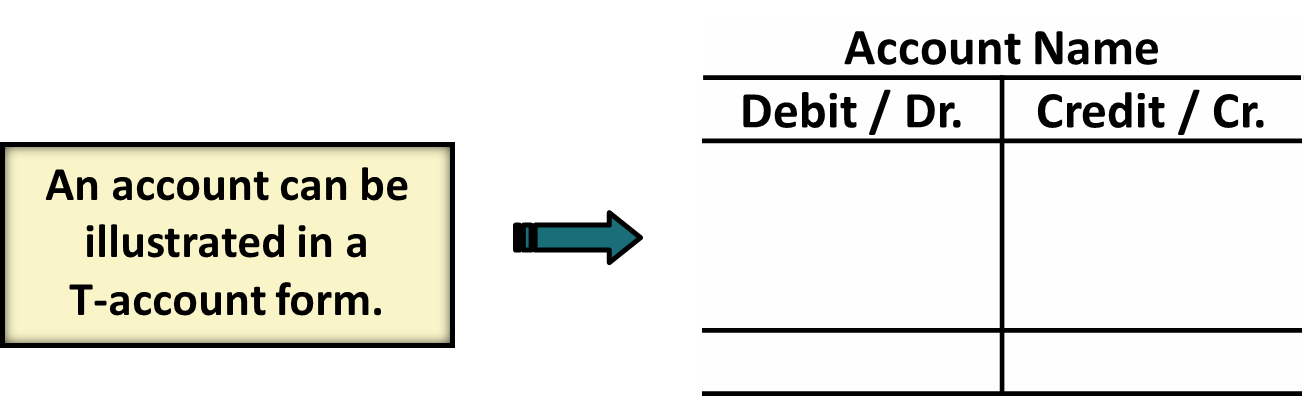 An account can be
illustrated in a
T-account form.
Account Name
Debit / Dr.
Credit / Cr.